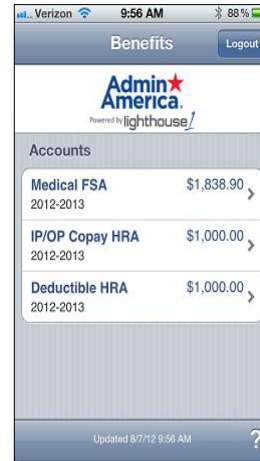 Verizon 9:56 AM 88%
Benefits Logout
Admin
America.
Powered by lighthouse1
Accounts
Medical FSA $1,838.90
2012-2013
IP/OP Copay HRA $1,000.00
2012-2013
Deductible HRA $1,000.00
2012-2013
Updated 8/7/12 9:56 AM ?